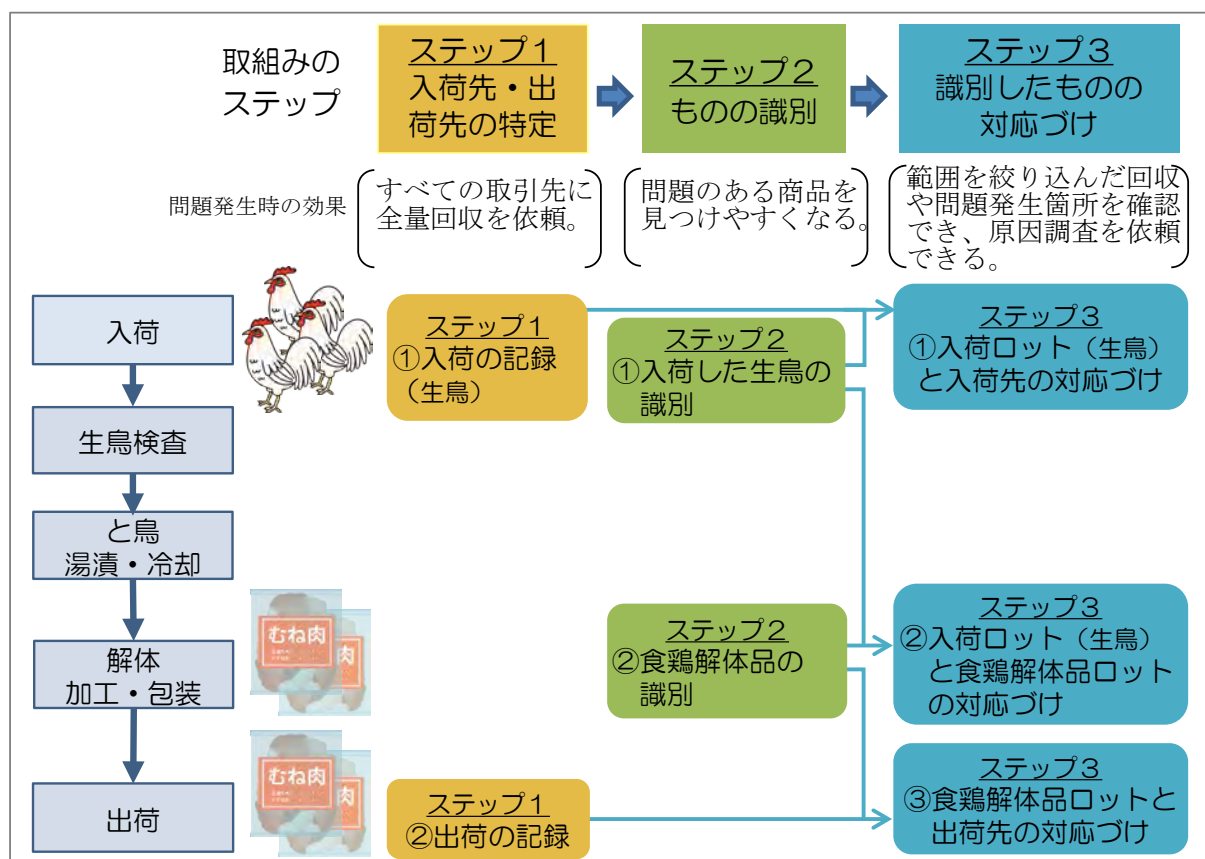 取組みの
ステップ
ステップ1
入荷先・出
荷先の特定
ステップ2
ものの識別
ステップ3
識別したものの
対応づけ
問題発生時の効果
すべての取引先に
全量回収を依頼。
問題のある商品を
見つけやすくなる。
範囲を絞り込んだ回収
や問題発生箇所を確認
でき、原因調査を依頼
できる。
入荷
ステップ1
①入荷の記録
（生鳥）
ステップ2
①入荷した生鳥の
識別
ステップ3
①入荷ロット（生鳥）
と入荷先の対応づけ
生鳥検査
と鳥
湯漬・冷却
解体
加工・包装
むね肉
肉
ステップ2
②食鶏解体品の
識別
ステップ3
②入荷ロット（生鳥）
と食鶏解体品ロット
の対応づけ
出荷
むね肉
肉
ステップ1
②出荷の記録
ステップ3
③食鶏解体品ロットと
出荷先の対応づけ